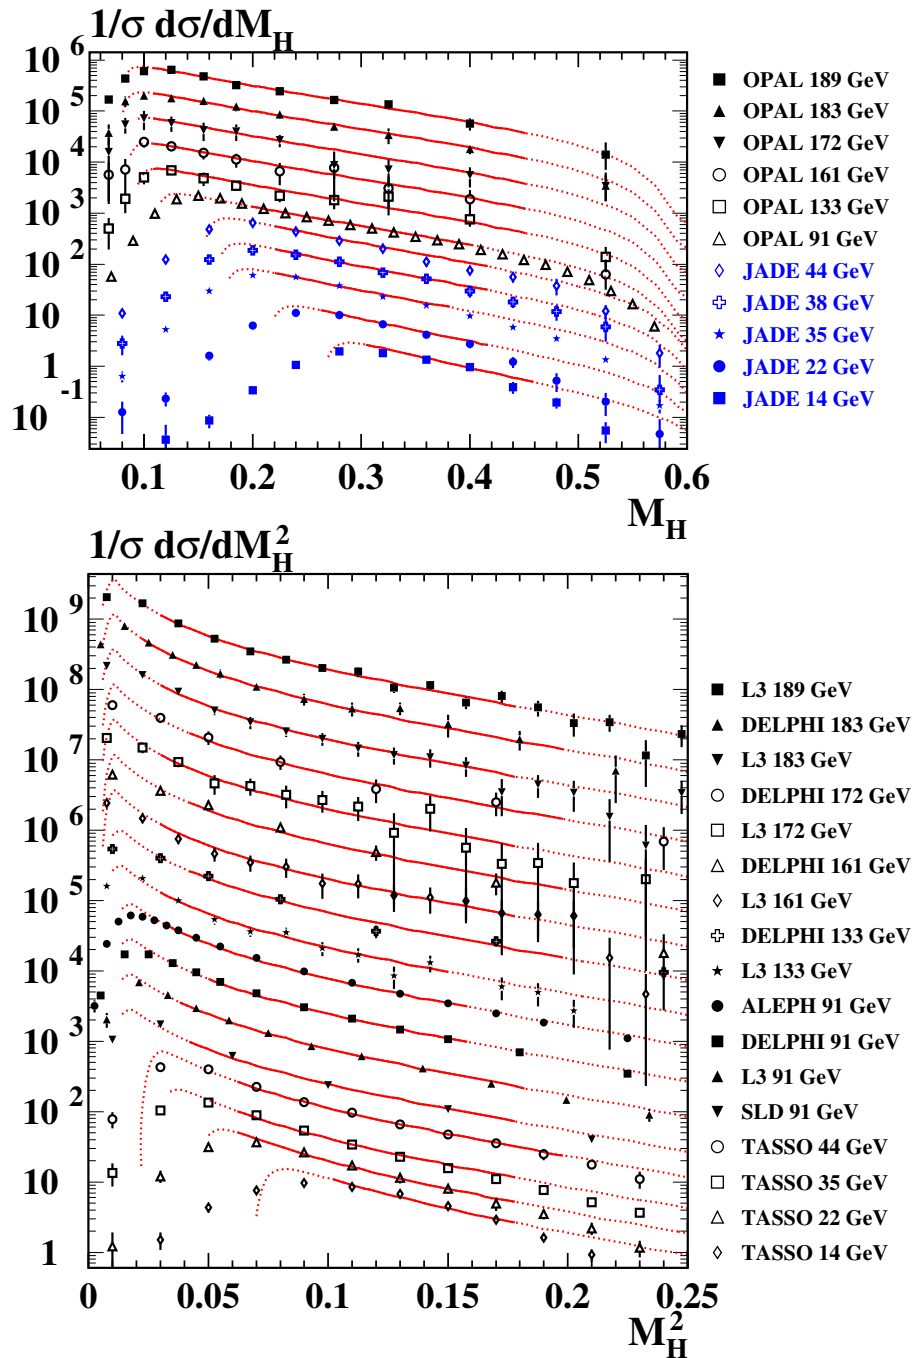 1/σ dσ/dM_H
10^6
10^5
10^4
10^3
10^2
10
1
10^-1
0.1 0.2 0.3 0.4 0.5 0.6
M_H
OPAL 189 GeV
OPAL 183 GeV
OPAL 172 GeV
OPAL 161 GeV
OPAL 133 GeV
OPAL 91 GeV
JADE 44 GeV
JADE 38 GeV
JADE 35 GeV
JADE 22 GeV
JADE 14 GeV
1/σ dσ/dM_H^2
10^9
10^8
10^7
10^6
10^5
10^4
10^3
10^2
10
1
0 0.05 0.1 0.15 0.2 0.25
M_H^2
L3 189 GeV
DELPHI 183 GeV
L3 183 GeV
DELPHI 172 GeV
L3 172 GeV
DELPHI 161 GeV
L3 161 GeV
DELPHI 133 GeV
L3 133 GeV
ALEPH 91 GeV
DELPHI 91 GeV
L3 91 GeV
SLD 91 GeV
TASSO 44 GeV
TASSO 35 GeV
TASSO 22 GeV
TASSO 14 GeV